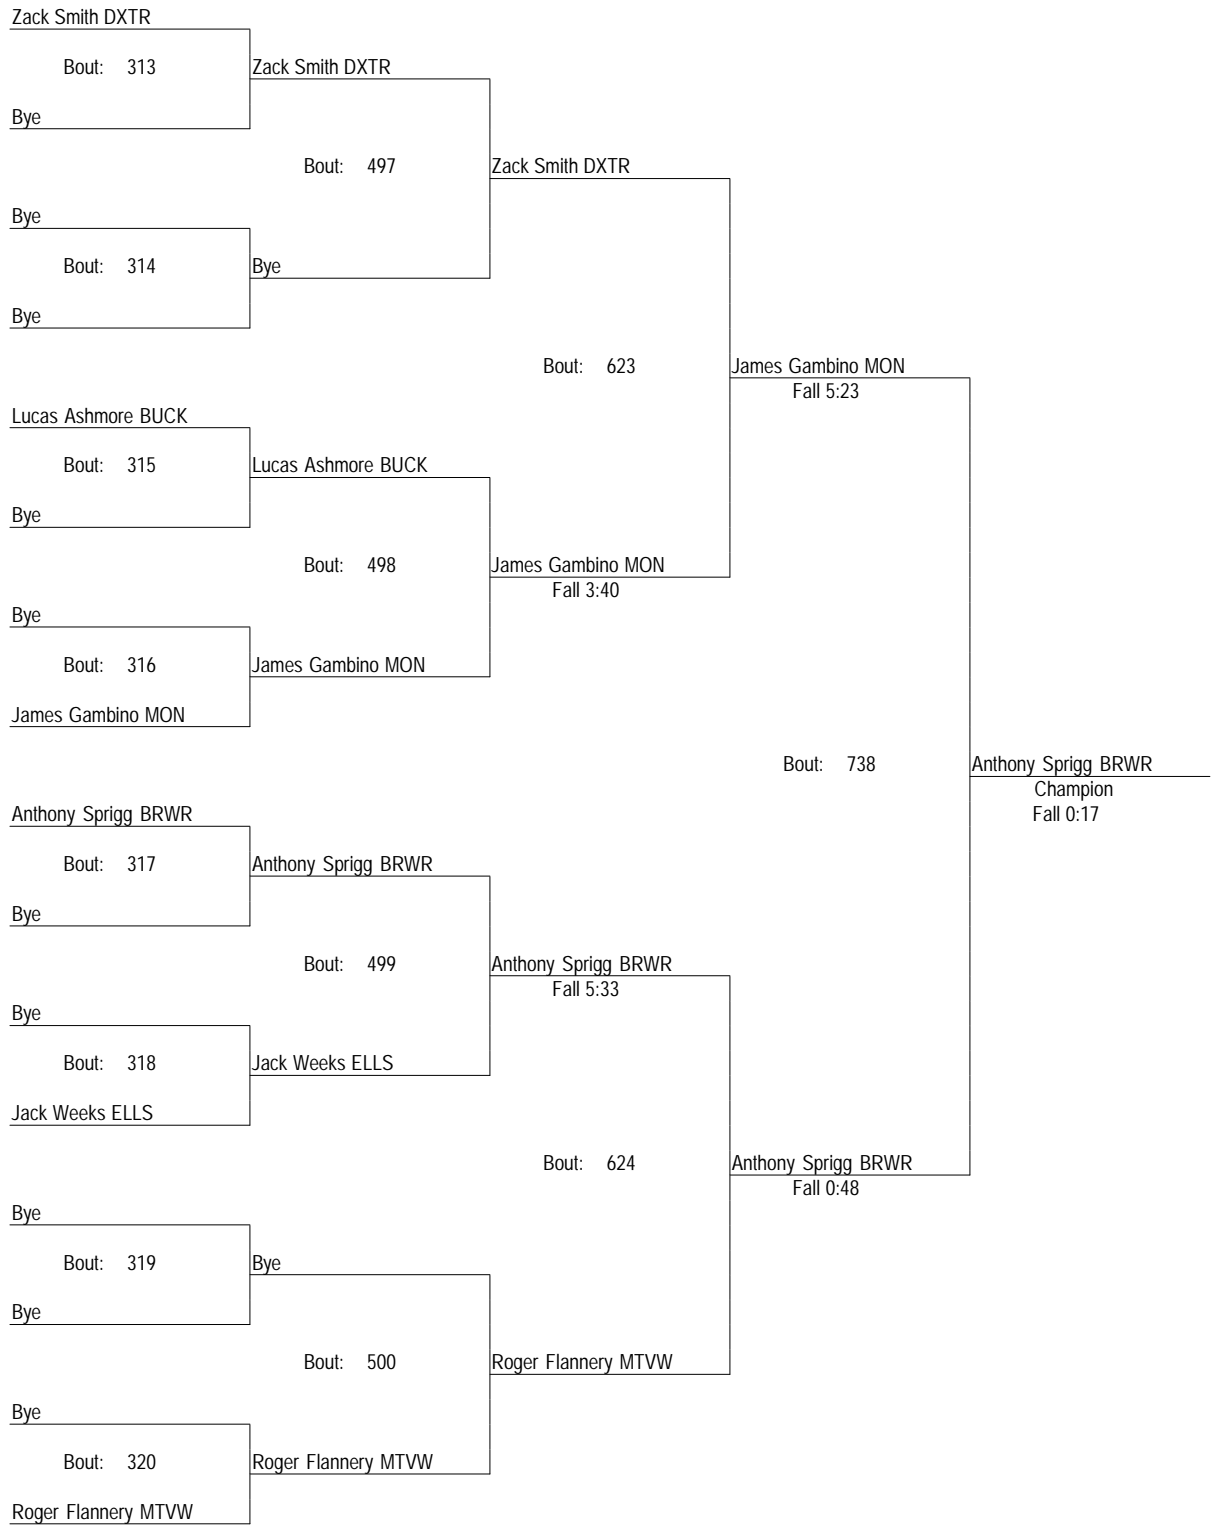 Zack Smith DXTR
Bout: 313
Zack Smith DXTR
Bye
Bout: 497
Zack Smith DXTR
Bye
Bout: 314
Bye
Bye
Bout: 623
James Gambino MON
Fall 5:23
Lucas Ashmore BUCK
Bout: 315
Lucas Ashmore BUCK
Bye
Bout: 498
James Gambino MON
Fall 3:40
Bye
Bout: 316
James Gambino MON
James Gambino MON
Bout: 738
Anthony Sprigg BRWR
Champion
Fall 0:17
Anthony Sprigg BRWR
Bout: 317
Anthony Sprigg BRWR
Bye
Bout: 499
Anthony Sprigg BRWR
Fall 5:33
Bye
Bout: 318
Jack Weeks ELLS
Jack Weeks ELLS
Bout: 624
Anthony Sprigg BRWR
Fall 0:48
Bye
Bout: 319
Bye
Bye
Bout: 500
Roger Flannery MTVW
Bye
Bout: 320
Roger Flannery MTVW
Roger Flannery MTVW